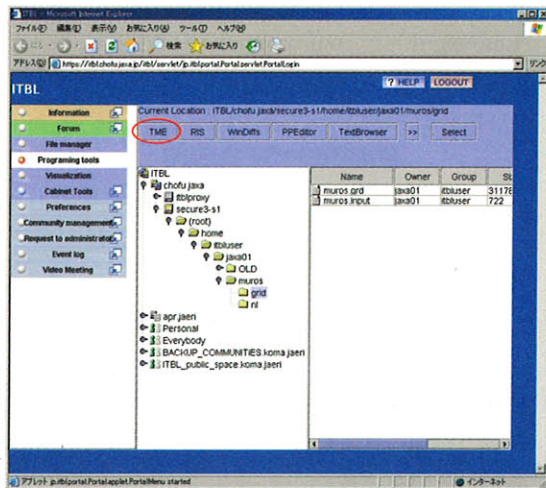 ITBL - Microsoft Internet Explorer
ファイル(F) 編集(E) 表示(V) お気に入り(A) ツール(T) ヘルプ(H)
検索 お気に入り
アドレス(D) https://itbl.chofu.jaxa.jp/itbl/servlet/jp.itblportal.Portal.servlet.PortalLogin リンク
ITBL
? HELP LOGOUT
Current Location : ITBL/chofu.jaxa/secure3-s1/home/itbluser/jaxa01/muros/grid
TME RIS WinDiffs PPEditor TextBrowser >> Select
Information
Forum
File manager
Programing tools
Visualization
Cabinet Tools
Preferences
Community management
Request to administrator
Event log
Video Meeting
ITBL
chofu.jaxa
itblproxy
secure3-s1
(root)
home
itbluser
jaxa01
OLD
muros
grid
nl
apr.jaeri
Personal
Everybody
BACKUP_COMMUNITIES.koma.jaeri
ITBL_public_space.koma.jaeri
Name Owner Group
muros.grd jaxa01 itbluser 31176
muros.input jaxa01 itbluser 722
アプレット jp.itblportal.Portal.applet.PortalMenu started インターネット